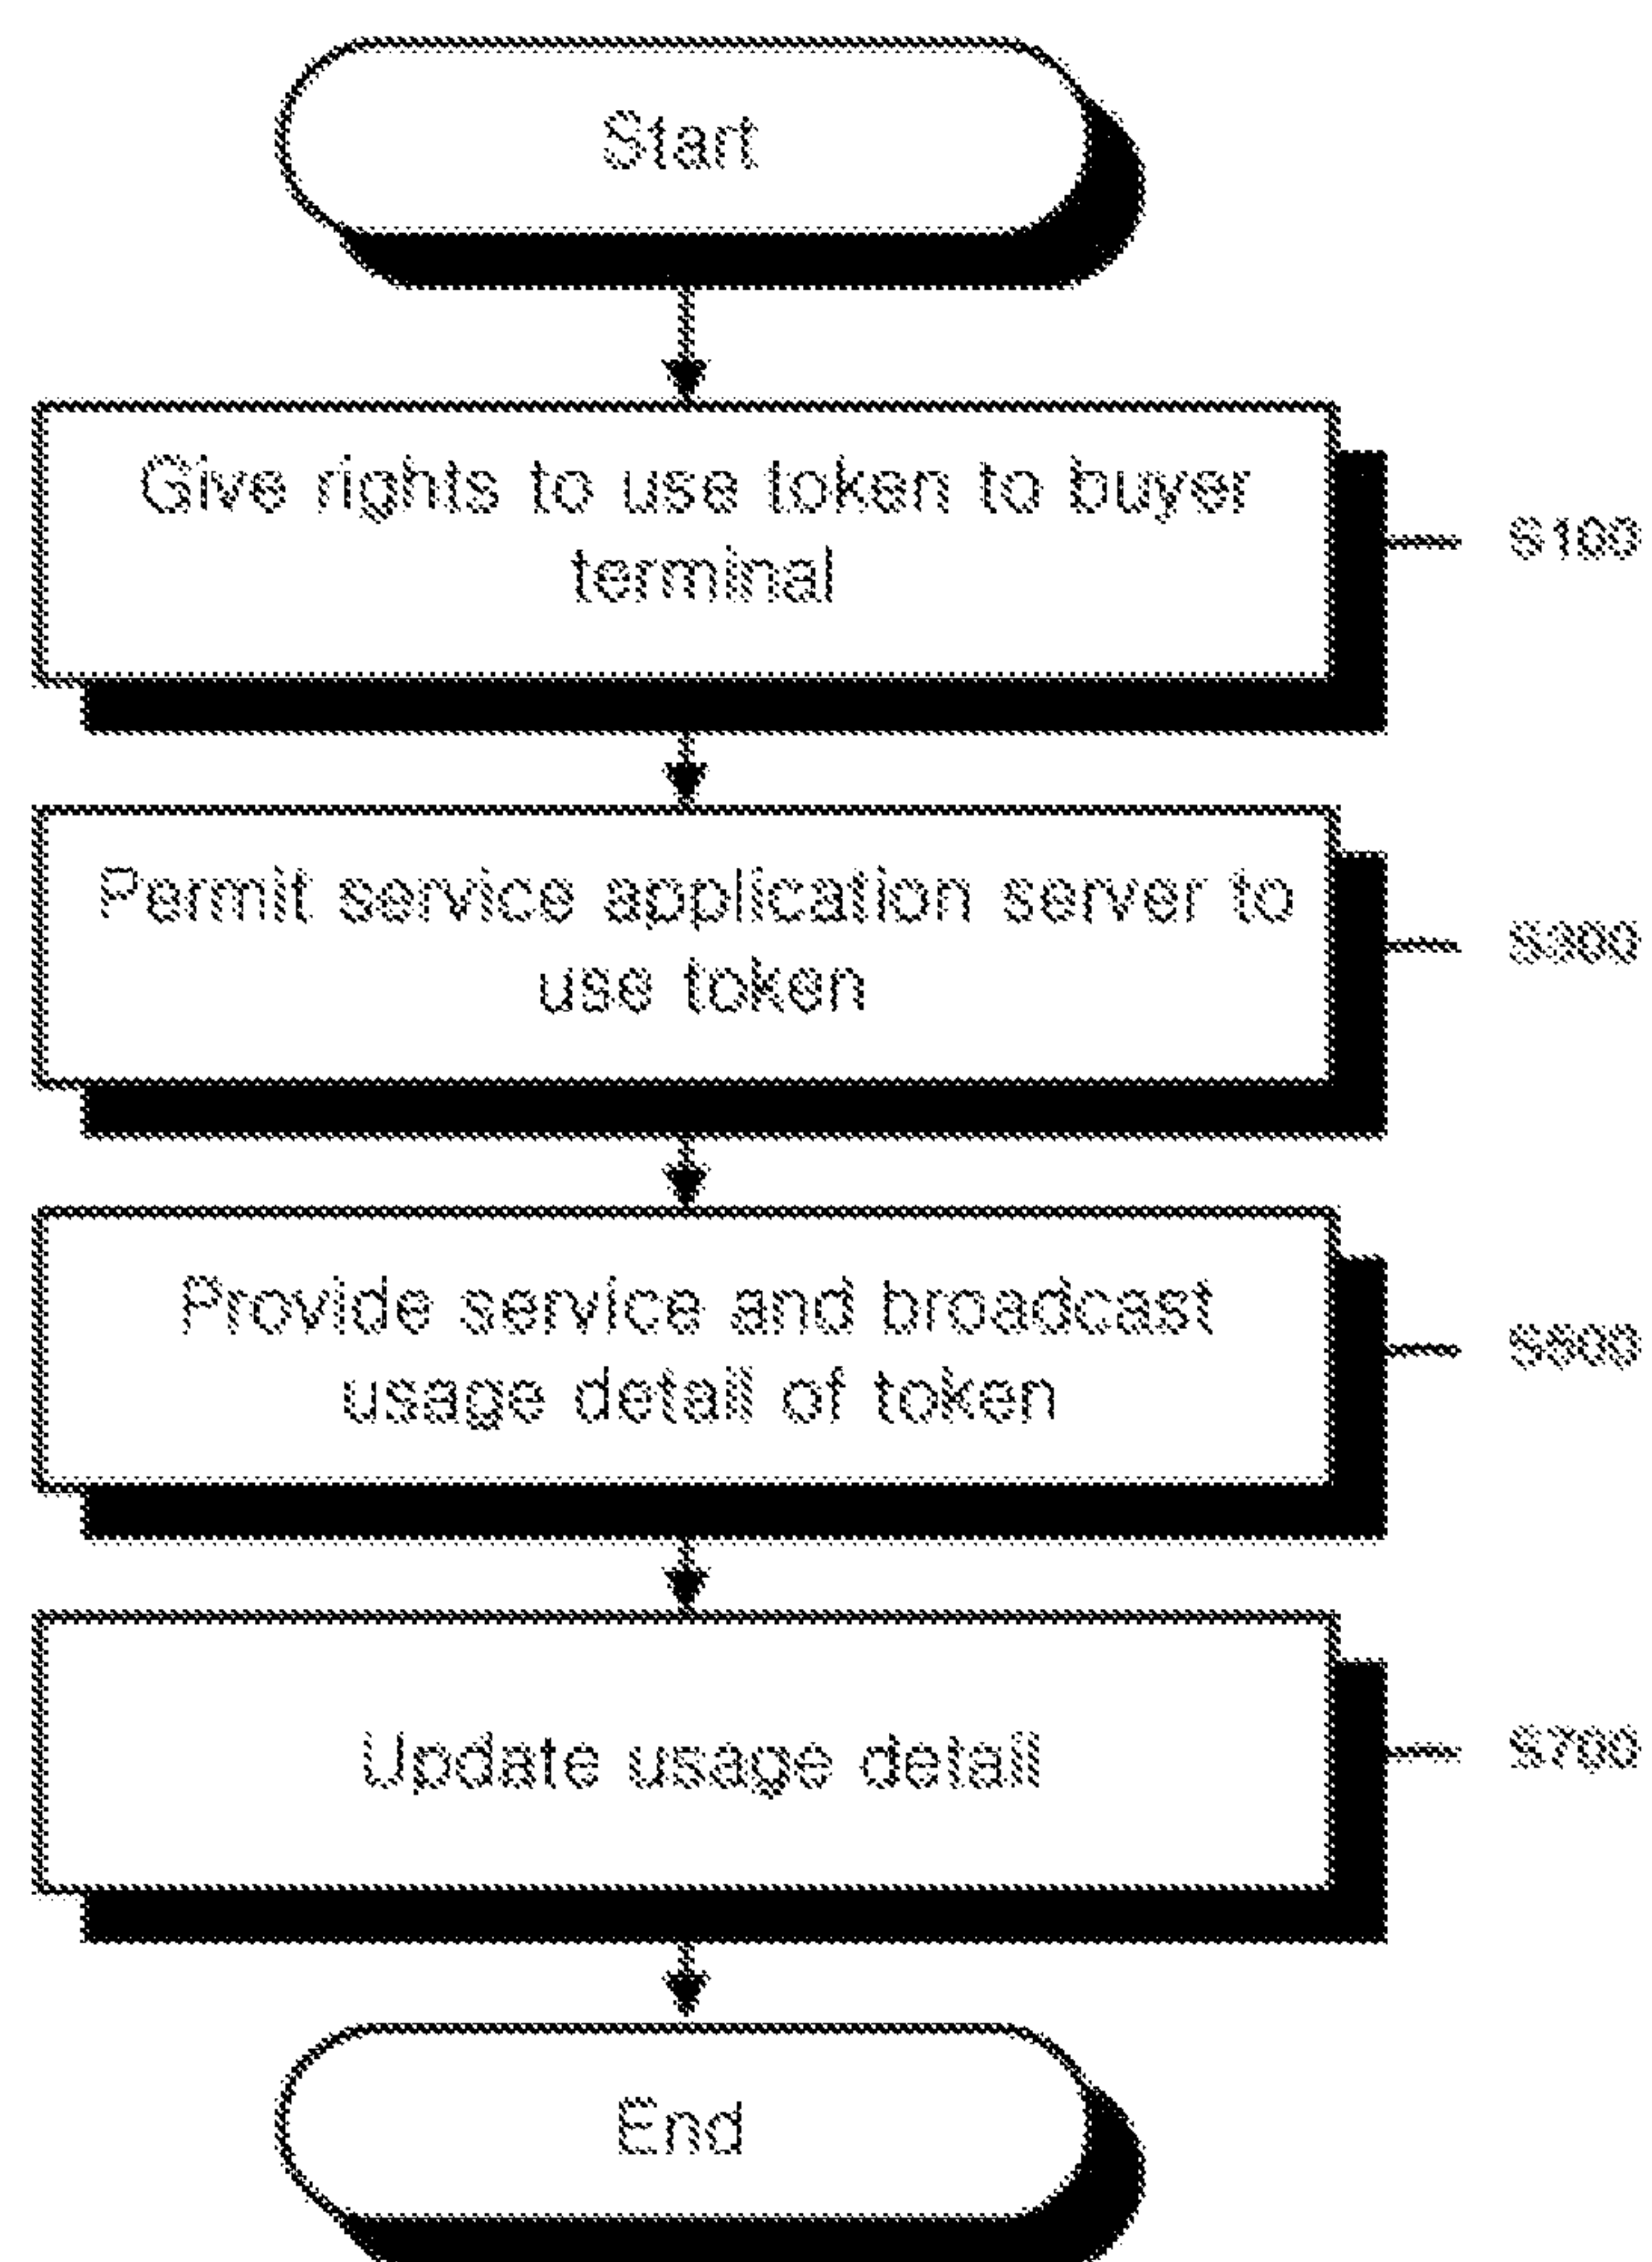 Start
Give rights to use token to buyer
terminal
S100
Permit service application server to
use token
S300
Provide service and broadcast
usage detail of token
S500
Update usage detail
S700
End